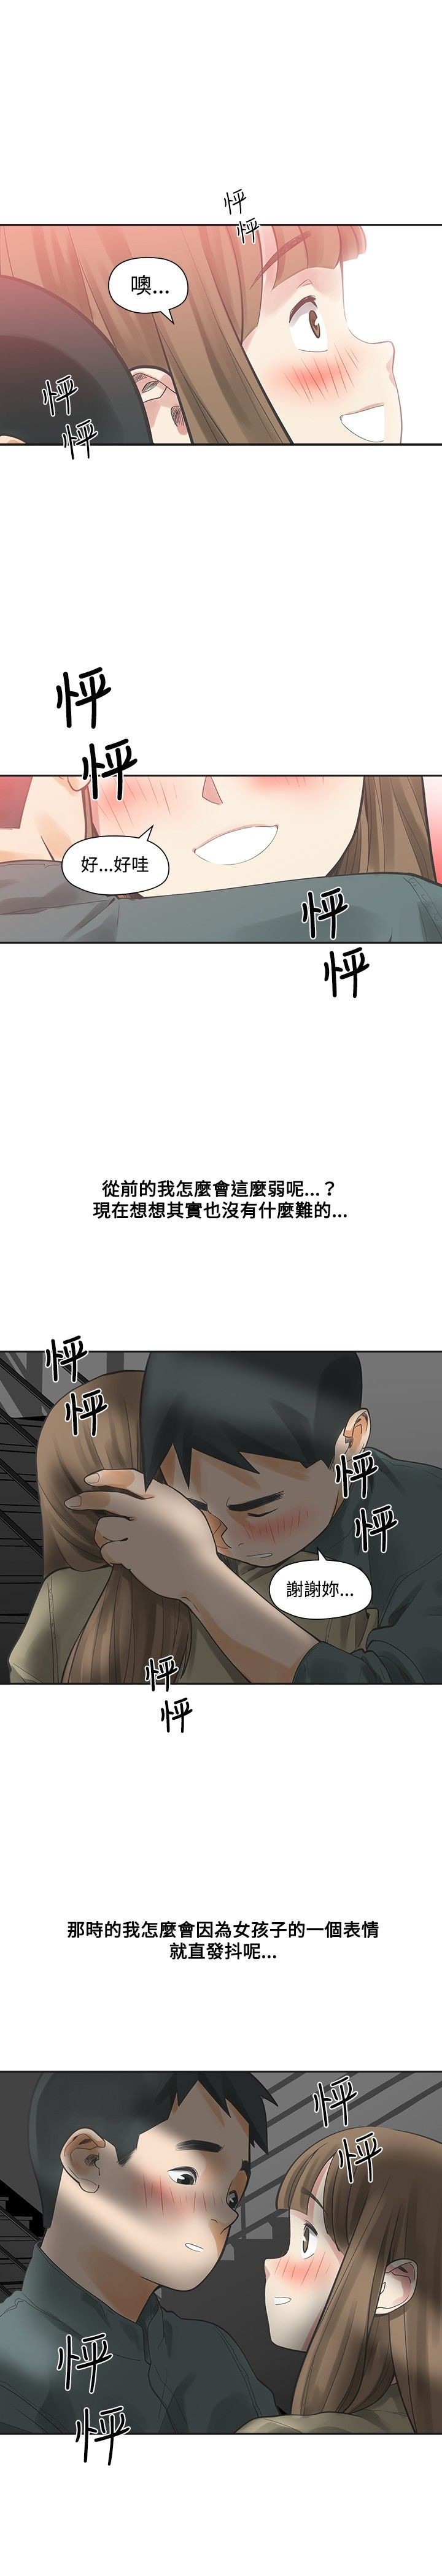 怦
怦
噢...
怦
怦
怦
怦
好...好哇
怦
怦
從前的我怎麼會這麼弱呢...？
現在想想其實也沒有什麼難的...
怦
怦
怦
怦
謝謝妳...
怦
怦
那時的我怎麼會因為女孩子的一個表情
就直發抖呢...
怦
怦
怦
怦